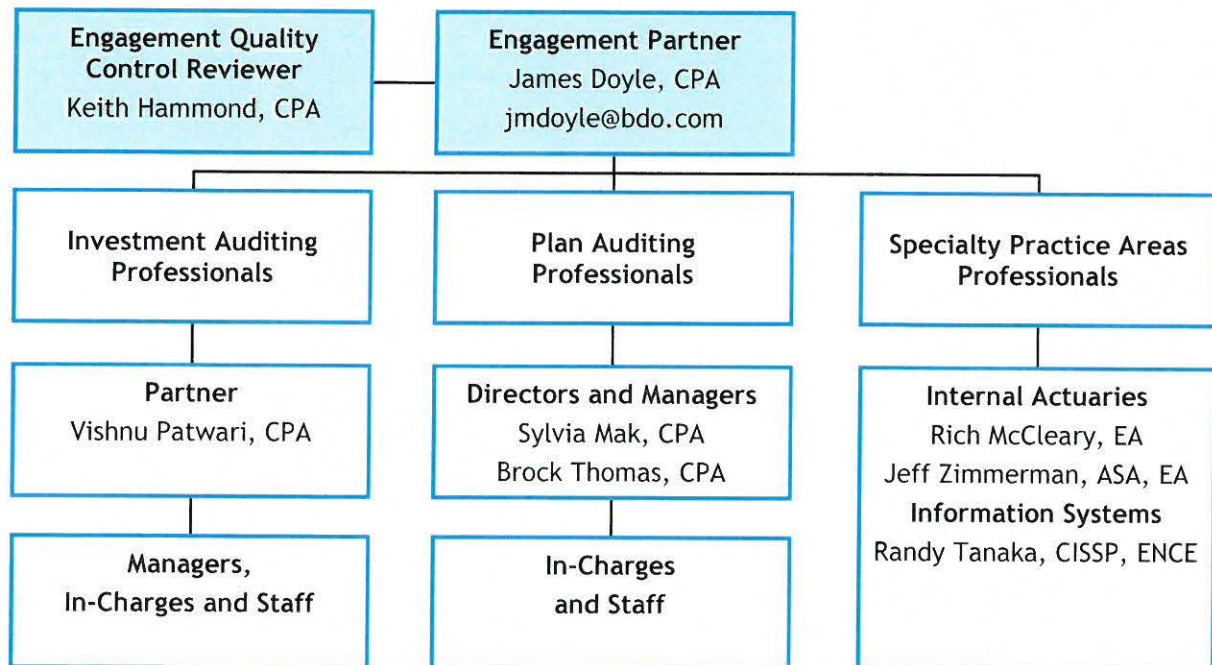 Engagement Quality
Control Reviewer
Keith Hammond, CPA
Engagement Partner
James Doyle, CPA
jmdoyle@bdo.com
Investment Auditing
Professionals
Plan Auditing
Professionals
Specialty Practice Areas
Professionals
Partner
Vishnu Patwari, CPA
Directors and Managers
Sylvia Mak, CPA
Brock Thomas, CPA
Internal Actuaries
Rich McCleary, EA
Jeff Zimmerman, ASA, EA
Information Systems
Randy Tanaka, CISSP, ENCE
Managers,
In-Charges and Staff
In-Charges
and Staff